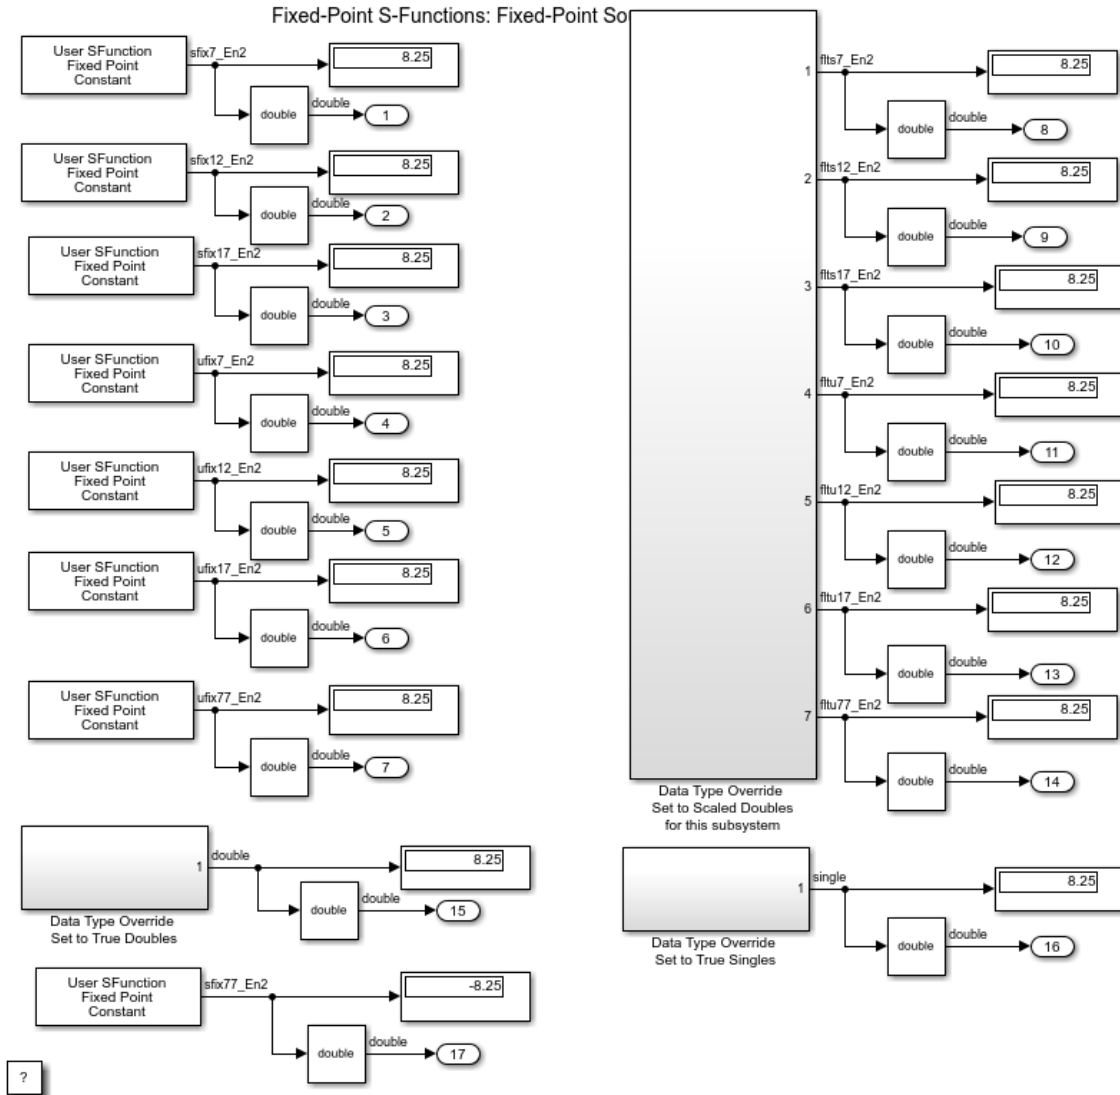 Fixed-Point S-Functions: Fixed-Point So
User SFunction
Fixed Point
Constant
sfix7_En2
8.25
double
double
1
User SFunction
Fixed Point
Constant
sfix12_En2
8.25
double
double
2
User SFunction
Fixed Point
Constant
sfix17_En2
8.25
double
double
3
User SFunction
Fixed Point
Constant
ufix7_En2
8.25
double
double
4
User SFunction
Fixed Point
Constant
ufix12_En2
8.25
double
double
5
User SFunction
Fixed Point
Constant
ufix17_En2
8.25
double
double
6
User SFunction
Fixed Point
Constant
ufix77_En2
8.25
double
double
7
1
flts7_En2
8.25
double
double
8
2
flts12_En2
8.25
double
double
9
3
flts17_En2
8.25
double
double
10
4
fltu7_En2
8.25
double
double
11
5
fltu12_En2
8.25
double
double
12
6
fltu17_En2
8.25
double
double
13
7
fltu77_En2
8.25
double
double
14
Data Type Override
Set to Scaled Doubles
for this subsystem
1
double
8.25
double
double
15
Data Type Override
Set to True Doubles
1
single
8.25
double
double
16
Data Type Override
Set to True Singles
User SFunction
Fixed Point
Constant
sfix77_En2
-8.25
double
double
17
?